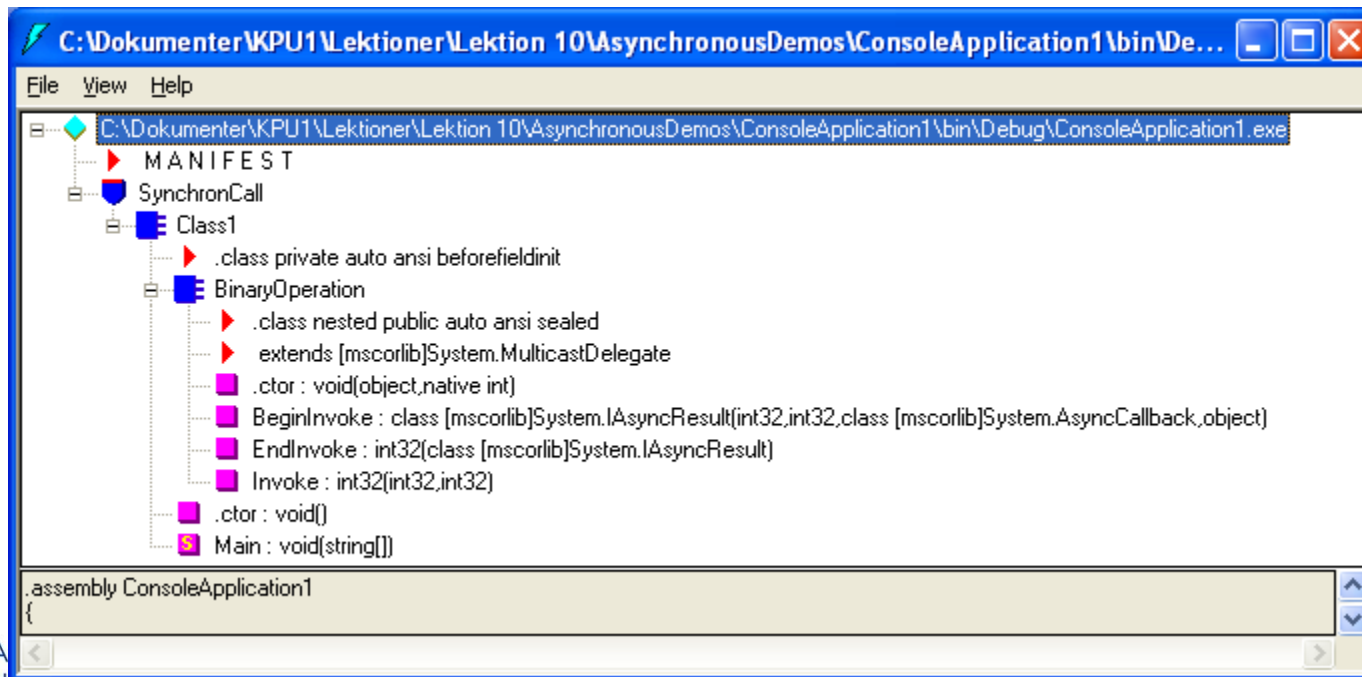 C:\Dokumenter\KPU1\Lektioner\Lektion 10\AsynchronousDemos\ConsoleApplication1\bin\De...
File View Help
C:\Dokumenter\KPU1\Lektioner\Lektion 10\AsynchronousDemos\ConsoleApplication1\bin\Debug\ConsoleApplication1.exe
MANIFEST
SynchronCall
Class1
.class private auto ansi beforefieldinit
BinaryOperation
.class nested public auto ansi sealed
extends [mscorlib]System.MulticastDelegate
.ctor : void(object,native int)
BeginInvoke : class [mscorlib]System.IAsyncResult(int32,int32,class [mscorlib]System.AsyncCallback,object)
EndInvoke : int32(class [mscorlib]System.IAsyncResult)
Invoke : int32(int32,int32)
.ctor : void()
S Main : void(string[])
.assembly ConsoleApplication1
{